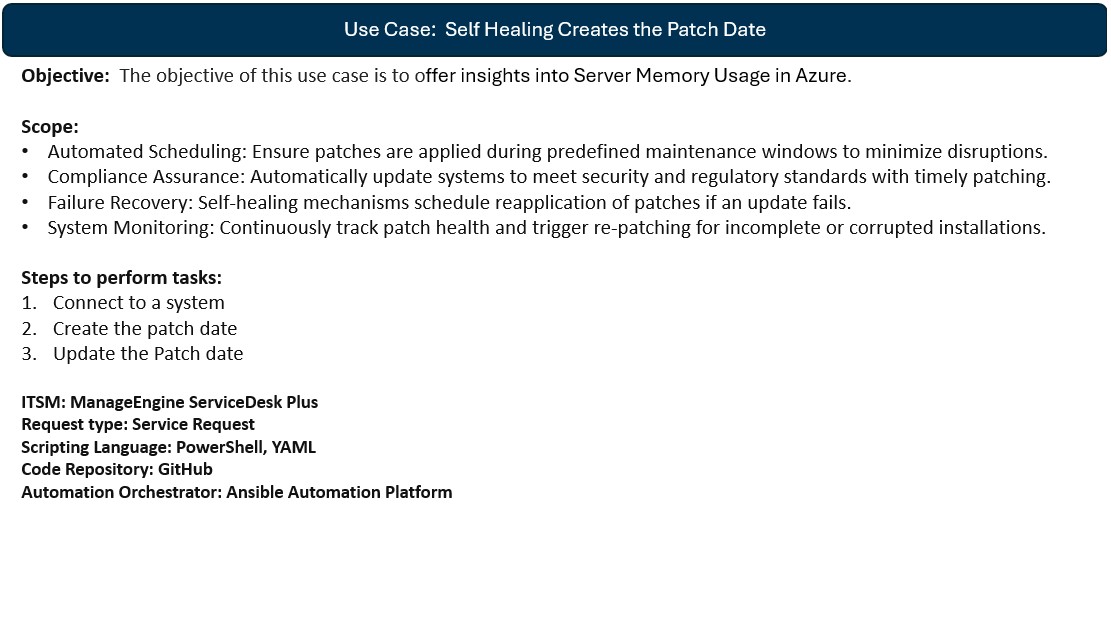 Use Case:  Self Healing Creates the Patch Date
Objective:  The objective of this use case is to offer insights into Server Memory Usage in Azure.
Scope:
• Automated Scheduling: Ensure patches are applied during predefined maintenance windows to minimize disruptions.
• Compliance Assurance: Automatically update systems to meet security and regulatory standards with timely patching.
• Failure Recovery: Self-healing mechanisms schedule reapplication of patches if an update fails.
• System Monitoring: Continuously track patch health and trigger re-patching for incomplete or corrupted installations.
Steps to perform tasks:
1. Connect to a system
2. Create the patch date
3. Update the Patch date
ITSM: ManageEngine ServiceDesk Plus
Request type: Service Request
Scripting Language: PowerShell, YAML
Code Repository: GitHub
Automation Orchestrator: Ansible Automation Platform